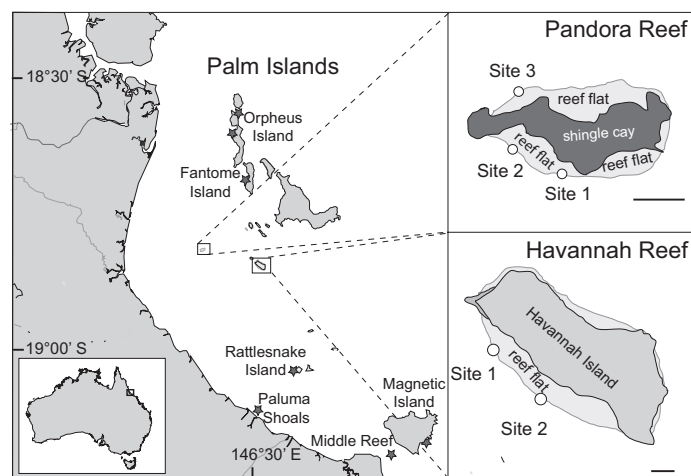 18°30' S
Palm Islands
Orpheus
Island
Fantome
Island
19°00' S
Rattlesnake
Island
Paluma
Shoals
Magnetic
Island
Middle Reef
146°30' E
Pandora Reef
Site 3
reef flat
shingle cay
reef flat
reef flat
Site 2
Site 1
Havannah Reef
Havannah Island
reef flat
Site 1
Site 2